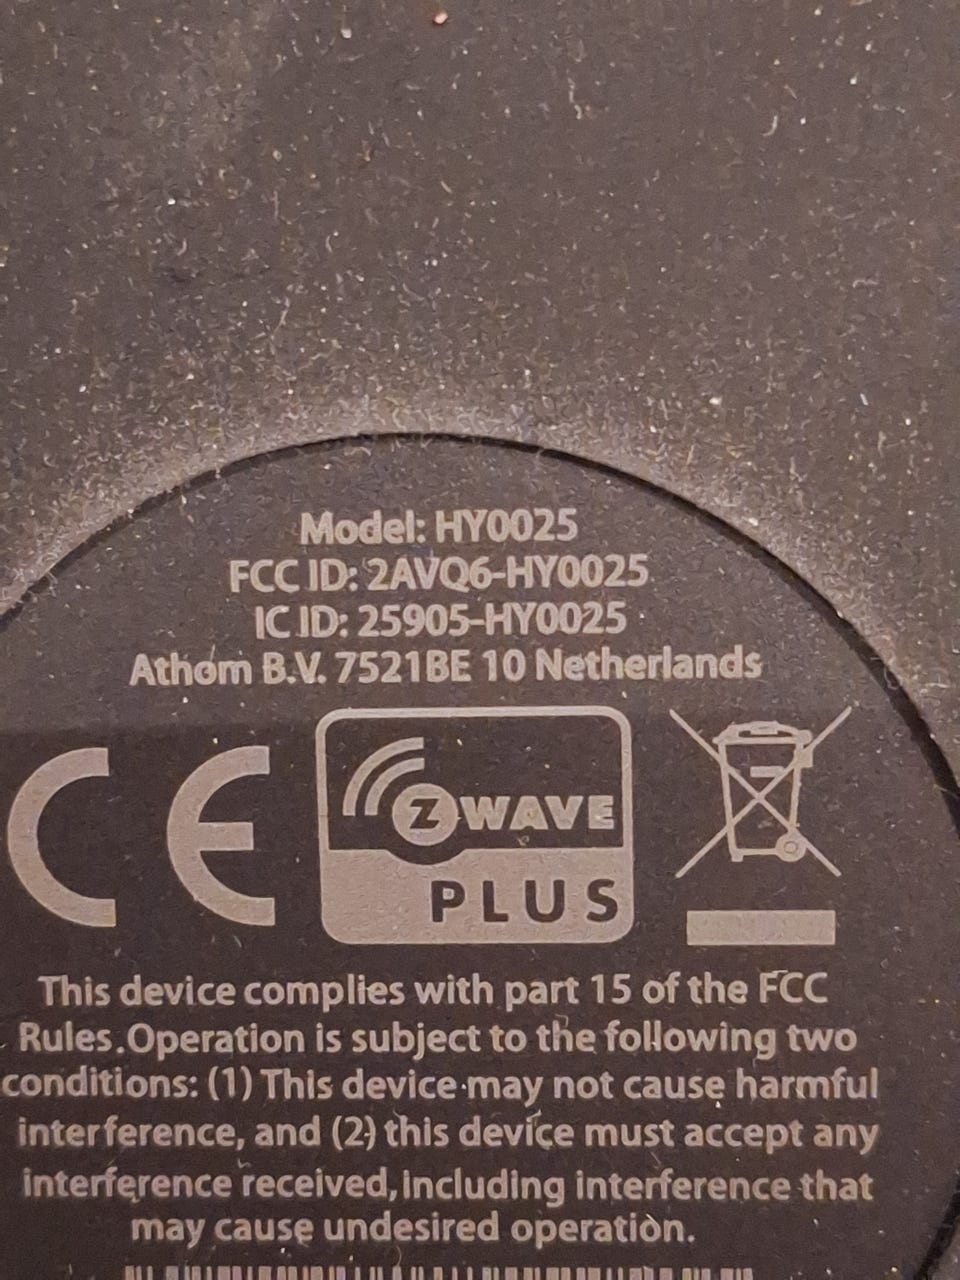 Model: HY0025
FCC ID: 2AVQ6-HY0025
IC ID: 25905-HY0025
Athom B.V. 7521BE 10 Netherlands
CE
Z WAVE
PLUS
This device complies with part 15 of the FCC
Rules.Operation is subject to the following two
conditions: (1) This device may not cause harmful
interference, and (2) this device must accept any
interference received, including interference that
may cause undesired operation.